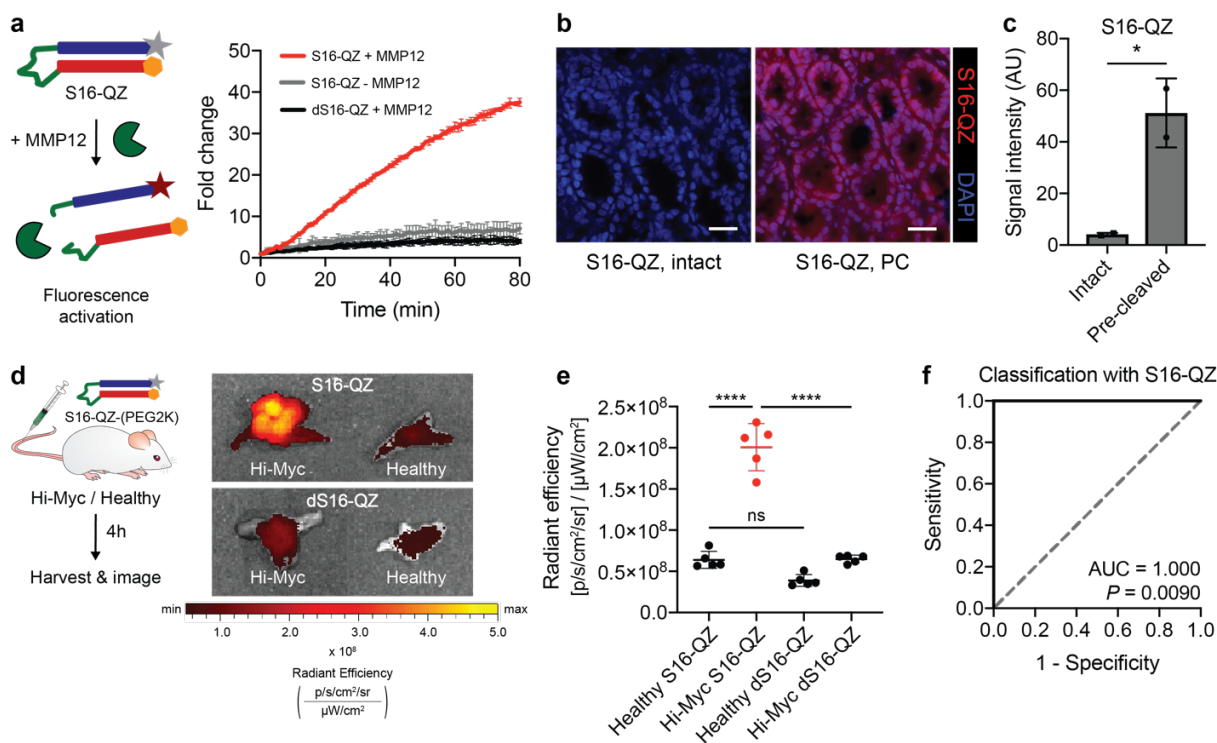 a
S16-QZ
+ MMP12
Fluorescence
activation
Fold change
50
40
30
20
10
0
0 20 40 60 80
Time (min)
S16-QZ + MMP12
S16-QZ - MMP12
dS16-QZ + MMP12
b
S16-QZ, intact
S16-QZ, PC
S16-QZ
DAPI
c
S16-QZ
Signal intensity (AU)
80
60
40
20
0
*
Intact
Pre-cleaved
d
S16-QZ-(PEG2K)
Hi-Myc / Healthy
4h
Harvest & image
S16-QZ
Hi-Myc
Healthy
dS16-QZ
Hi-Myc
Healthy
min
max
1.0 2.0 3.0 4.0 5.0
x 10⁸
Radiant Efficiency
p/s/cm²/sr
µW/cm²
e
Radiant efficiency
[p/s/cm²/sr] / [µW/cm²]
2.5×10⁸
2.0×10⁸
1.5×10⁸
1.0×10⁸
0.5×10⁸
0.0
****
****
ns
Healthy S16-QZ
Hi-Myc S16-QZ
Healthy dS16-QZ
Hi-Myc dS16-QZ
f
Classification with S16-QZ
Sensitivity
1.0
0.8
0.6
0.4
0.2
0.0
0.0 0.2 0.4 0.6 0.8 1.0
1 - Specificity
AUC = 1.000
P = 0.0090